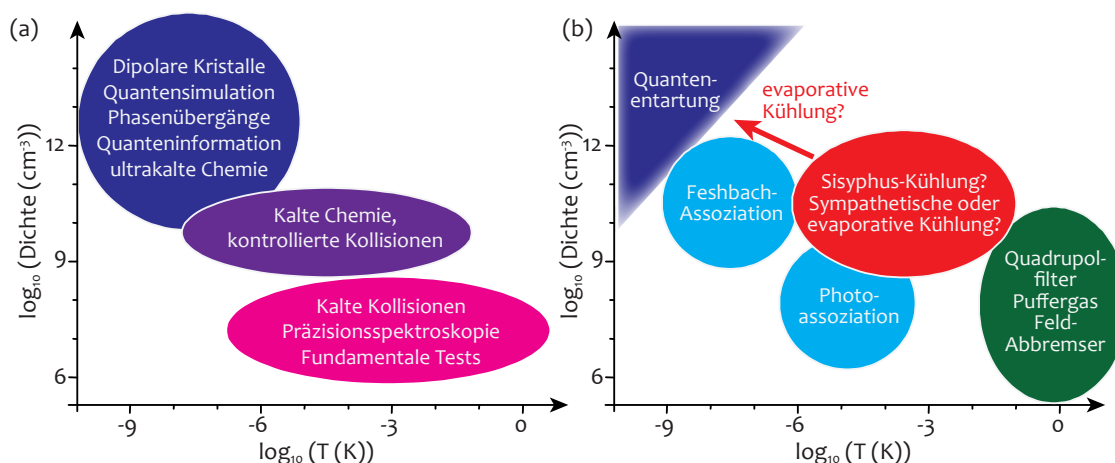 (a)
log₁₀ (Dichte (cm⁻³))
12
9
6
Dipolare Kristalle
Quantensimulation
Phasenübergänge
Quanteninformation
ultrakalte Chemie
Kalte Chemie,
kontrollierte Kollisionen
Kalte Kollisionen
Präzisionsspektroskopie
Fundamentale Tests
-9
-6
-3
0
log₁₀ (T (K))
(b)
log₁₀ (Dichte (cm⁻³))
12
9
6
Quanten-
entartung
evaporative
Kühlung?
Feshbach-
Assoziation
Sisyphus-Kühlung?
Sympathetische oder
evaporative Kühlung?
Photo-
assoziation
Quadrupol-
filter
Puffergas
Feld-
Abbremser
-9
-6
-3
0
log₁₀ (T (K))